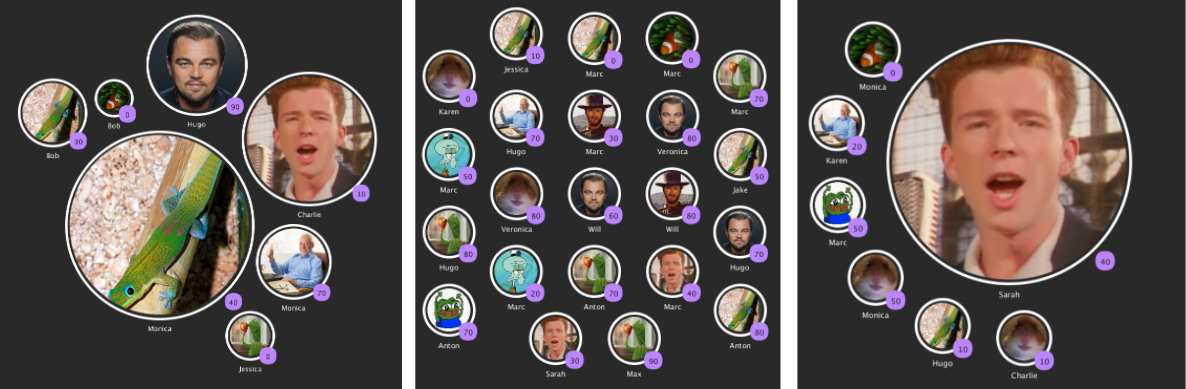 90
Hugo
0
Bob
30
Bob
10
Charlie
40
Monica
70
Monica
0
Jessica
10
Jessica
0
Marc
0
Marc
0
Karen
70
Marc
70
Hugo
30
Marc
80
Veronica
50
Marc
50
Jake
80
Veronica
60
Will
80
Will
80
Hugo
70
Hugo
20
Marc
70
Anton
40
Marc
70
Anton
80
Anton
30
Sarah
90
Max
0
Monica
20
Karen
50
Marc
40
Sarah
50
Monica
10
Hugo
10
Charlie